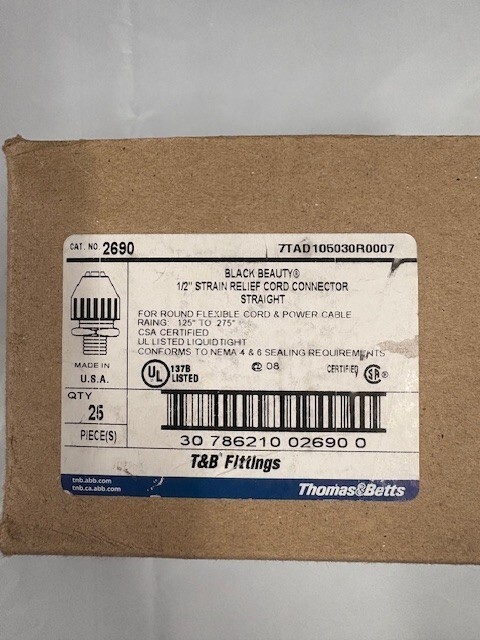 CAT. NO. 2690 7TAD105030R0007
BLACK BEAUTY®
1/2" STRAIN RELIEF CORD CONNECTOR
STRAIGHT
FOR ROUND FLEXIBLE CORD & POWER CABLE
RAING: .125" TO .275"
CSA CERTIFIED
UL LISTED LIQUIDTIGHT
CONFORMS TO NEMA 4 & 6 SEALING REQUIREMENTS
MADE IN
U.S.A.
UL 137B
LISTED
08
CERTIFIED SA®
QTY
25
PIECE(S)
30 786210 02690 0
T&B Fittings
tnb.abb.com
tnb.ca.abb.com
Thomas&Betts